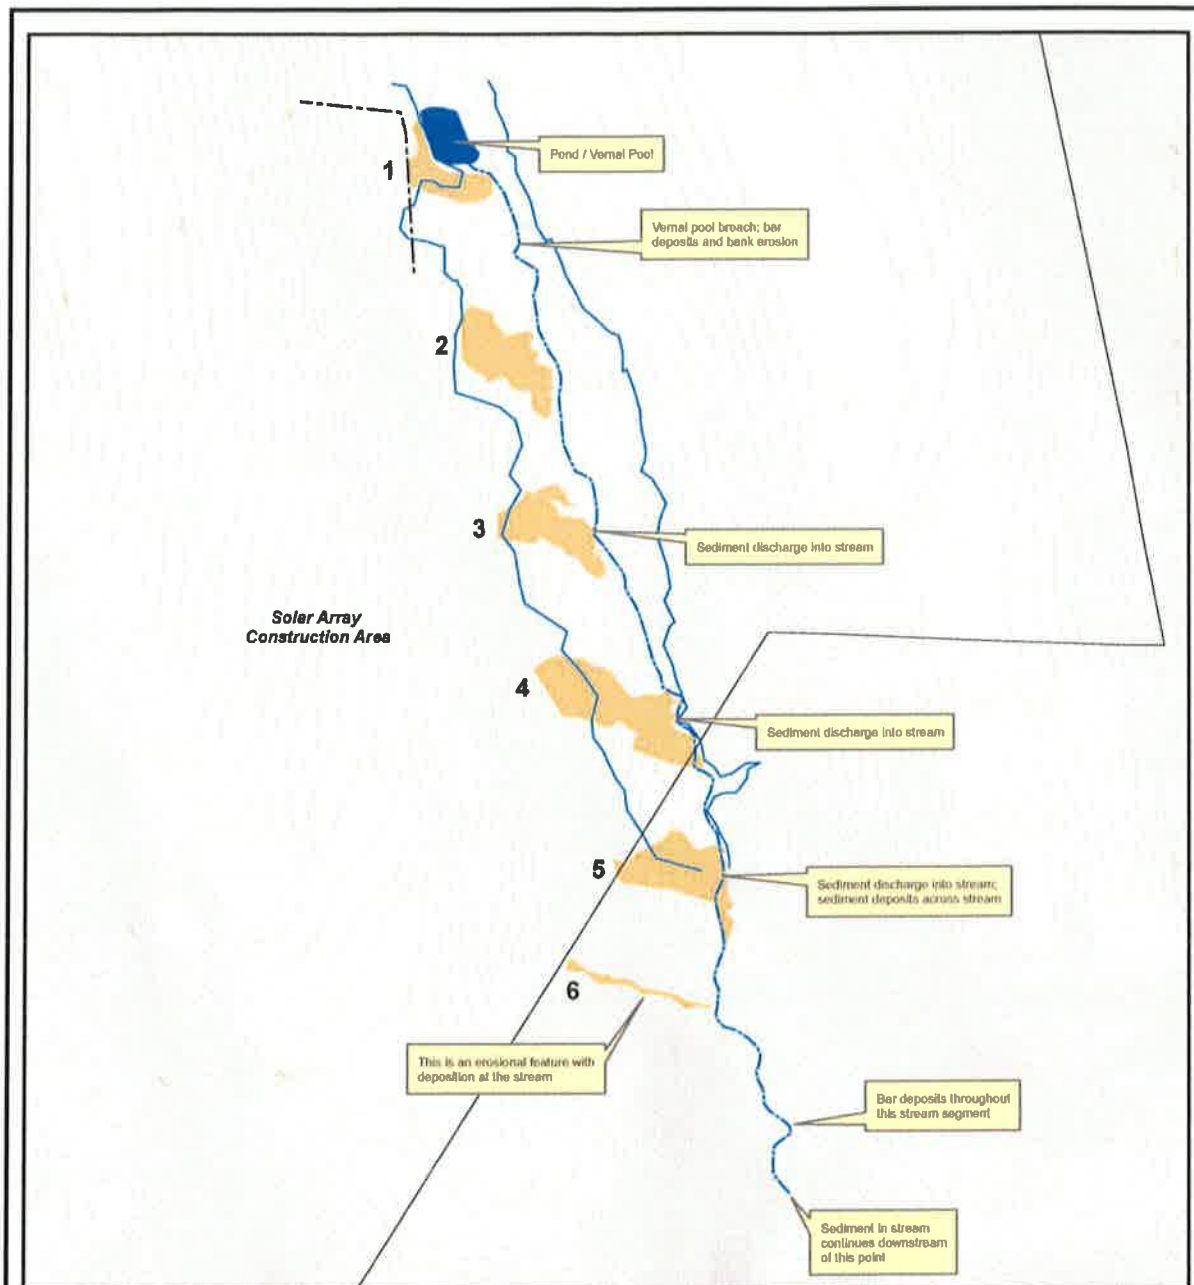 1
Pond / Vernal Pool
Vernal pool breach; bar
deposits and bank erosion
2
3
Sediment discharge into stream
Solar Array
Construction Area
4
Sediment discharge into stream
5
Sediment discharge into stream;
sediment deposits across stream
6
This is an erosional feature with
deposition at the stream
Bar deposits throughout
this stream segment
Sediment in stream
continues downstream
of this point